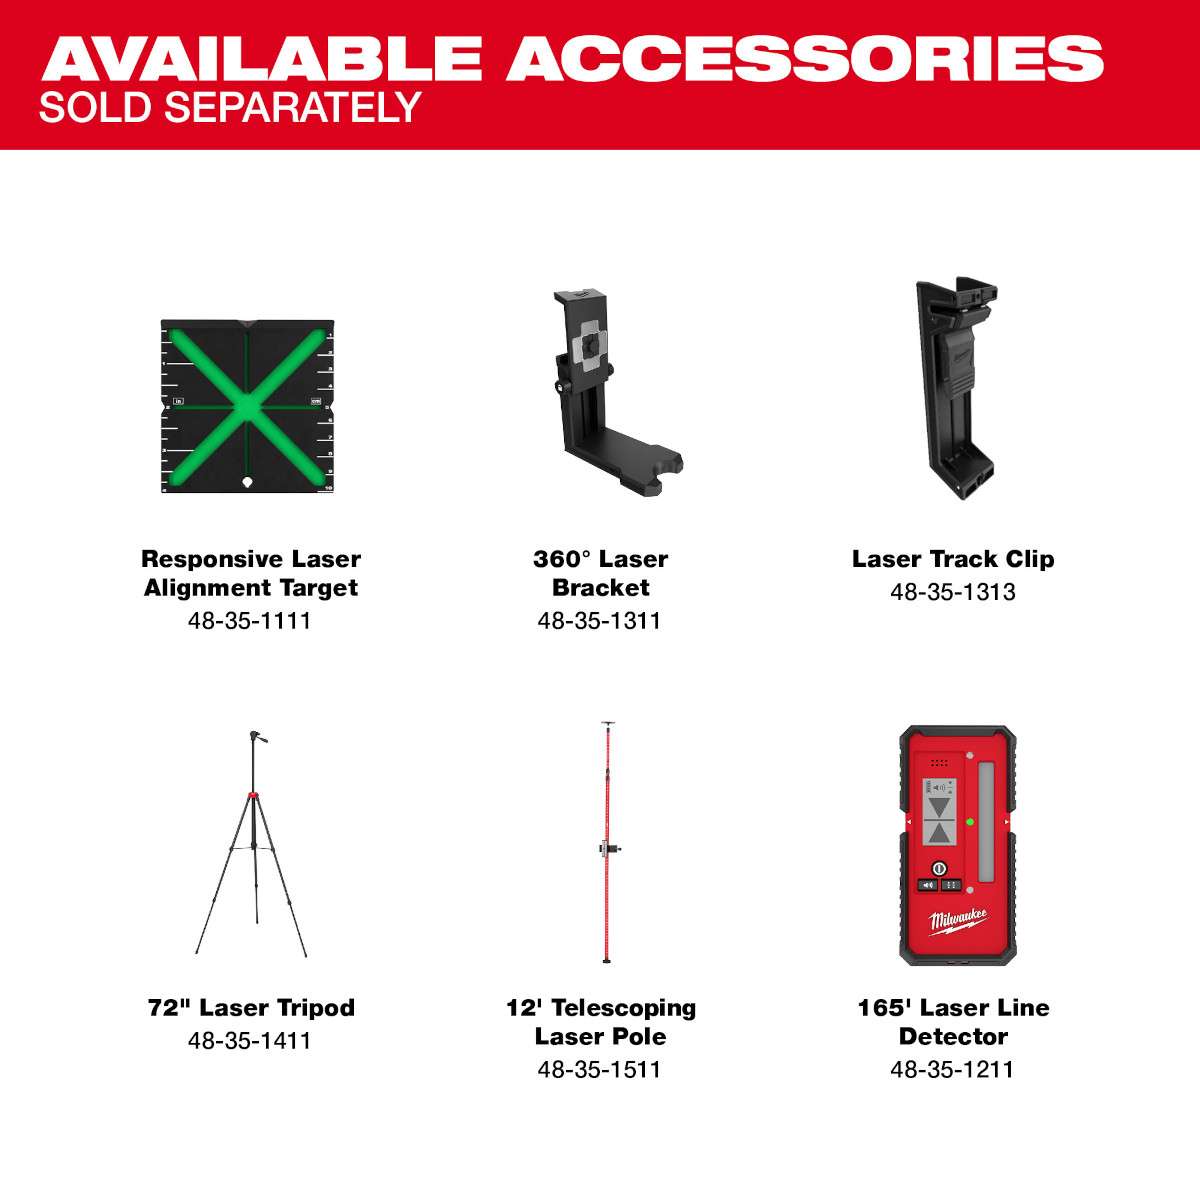 AVAILABLE ACCESSORIES
SOLD SEPARATELY
Responsive Laser
Alignment Target
48-35-1111
360° Laser
Bracket
48-35-1311
Laser Track Clip
48-35-1313
72" Laser Tripod
48-35-1411
12' Telescoping
Laser Pole
48-35-1511
Milwaukee
165' Laser Line
Detector
48-35-1211